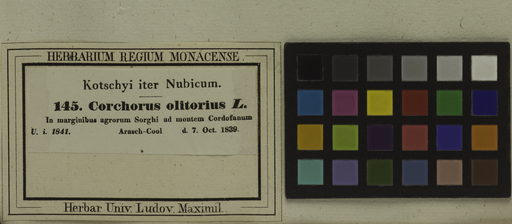 HERBARIUM REGIUM MONACENSE.
Kotschyi iter Nubicum.
145. Corchorus olitorius L.
In marginibus agrorum Sorghi ad montem Cordofanum
U. i. 1841. Arasch-Cool d. 7. Oct. 1839.
Herbar Univ. Ludov. Maximil.